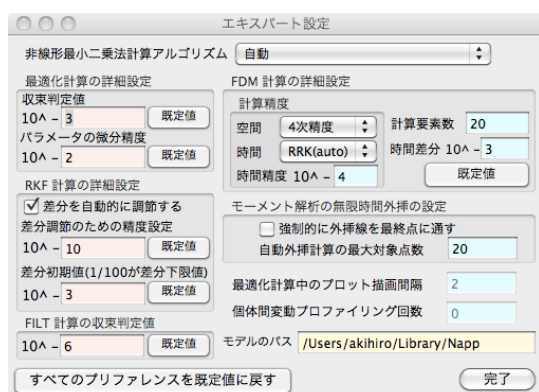 エキスパート設定
非線形最小二乗法計算アルゴリズム 自動
最適化計算の詳細設定
収束判定値
10^ - 3 既定値
パラメータの微分精度
10^ - 2 既定値
RKF 計算の詳細設定
差分を自動的に調節する
差分調節のための精度設定
10^ - 10 既定値
差分初期値(1/100が差分下限値)
10^ - 3 既定値
FILT 計算の収束判定値
10^ - 6 既定値
FDM 計算の詳細設定
計算精度
空間 4次精度 計算要素数 20
時間 RRK(auto) 時間差分 10^ - 3
時間精度 10^ - 4 既定値
モーメント解析の無限時間外挿の設定
強制的に外挿線を最終点に通す
自動外挿計算の最大対象点数 20
最適化計算中のプロット描画間隔 2
個体間変動プロファイリング回数 0
モデルのパス /Users/akihiro/Library/Napp
すべてのプリファレンスを既定値に戻す 完了